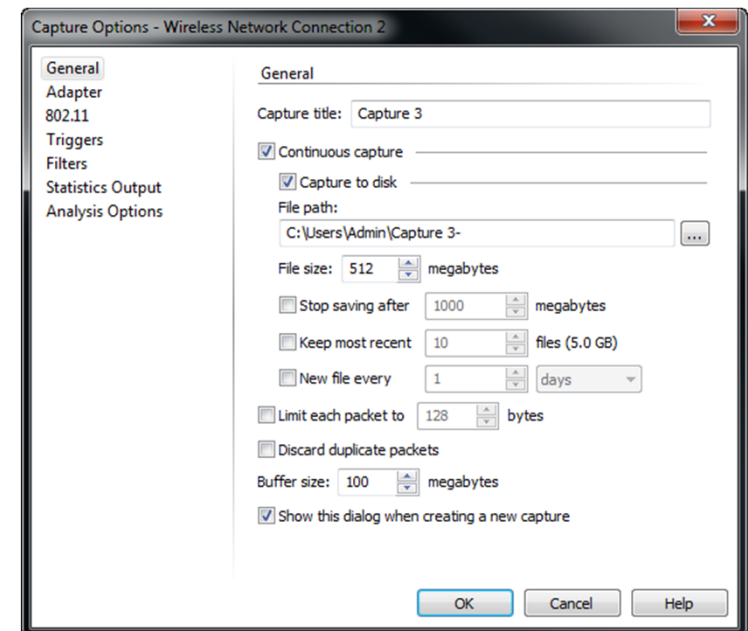 Capture Options - Wireless Network Connection 2
General
Adapter
802.11
Triggers
Filters
Statistics Output
Analysis Options
General
Capture title: Capture 3
Continuous capture
Capture to disk
File path:
C:\Users\Admin\Capture 3-
...
File size: 512 megabytes
Stop saving after 1000 megabytes
Keep most recent 10 files (5.0 GB)
New file every 1 days
Limit each packet to 128 bytes
Discard duplicate packets
Buffer size: 100 megabytes
Show this dialog when creating a new capture
OK Cancel Help